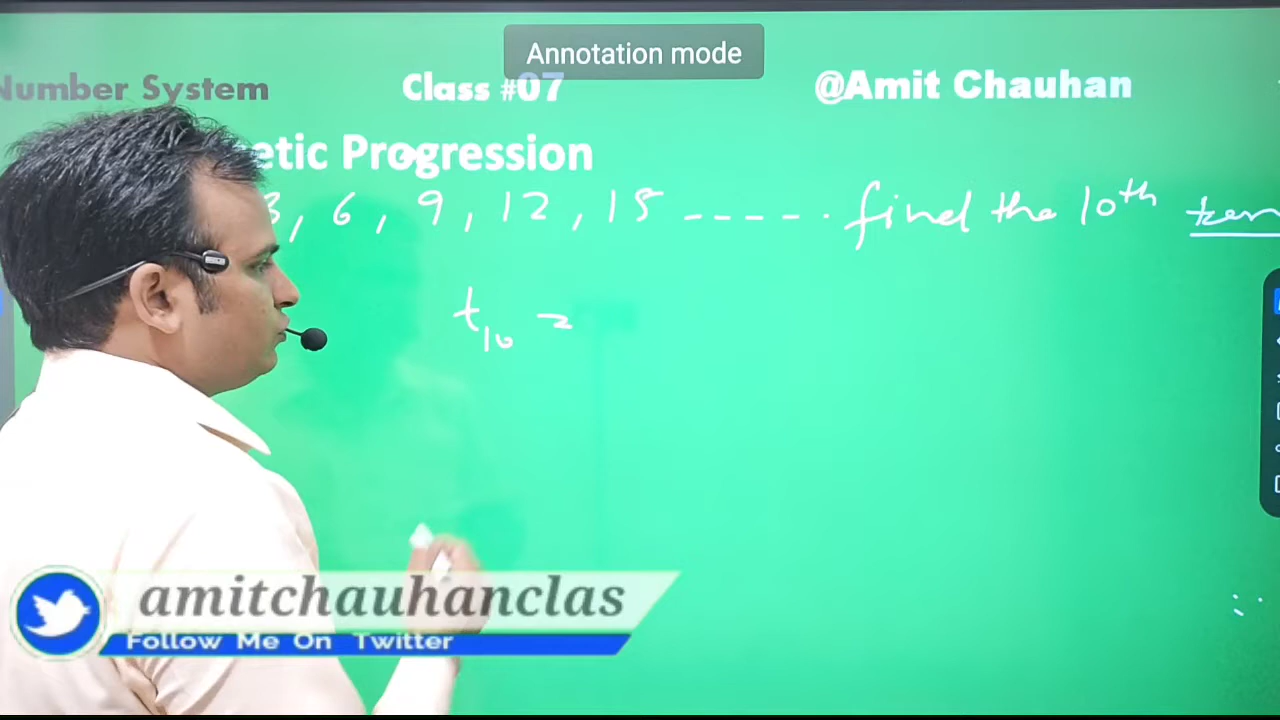 Annotation mode
Number System Class #07 @Amit Chauhan
etic Progression
3, 6, 9, 12, 15 ------ find the 10th
t10 =
amitchauhanclas
Follow Me On Twitter